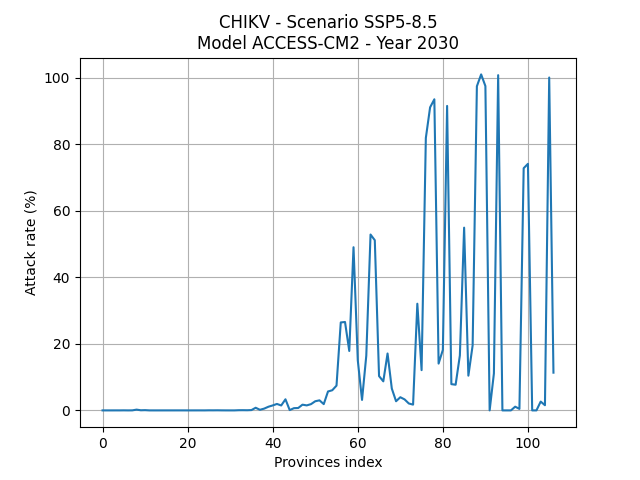 CHIKV - Scenario SSP5-8.5
Model ACCESS-CM2 - Year 2030
Attack rate (%)
100
80
60
40
20
0
0 20 40 60 80 100
Provinces index